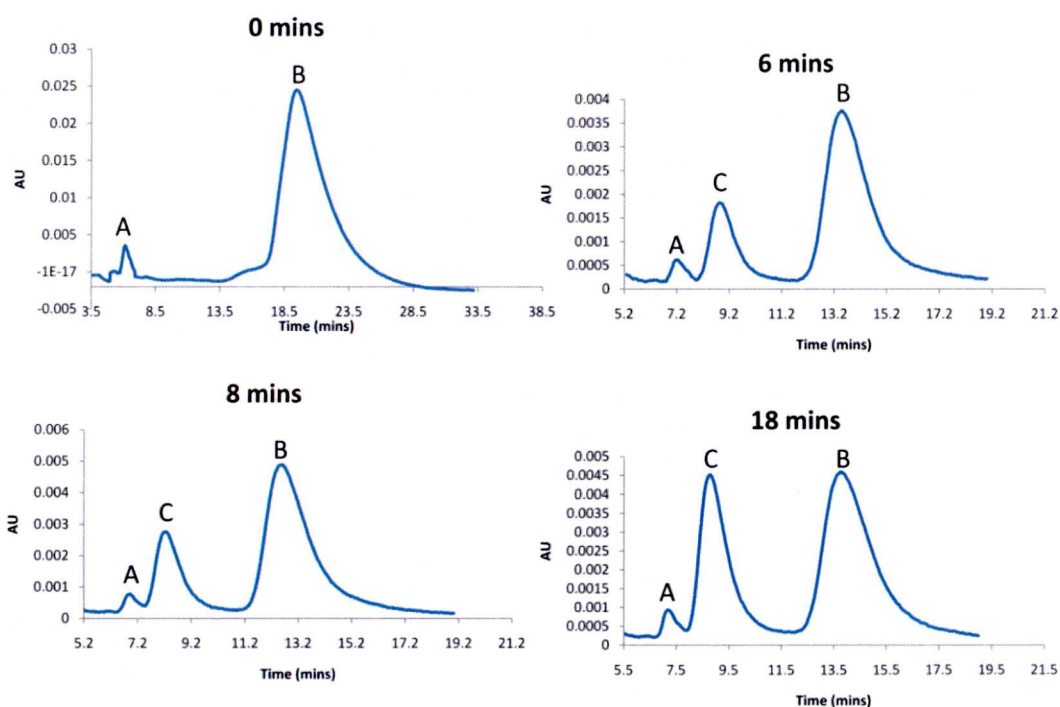 0 mins
0.03
0.025
0.02
0.015
0.01
0.005
-1E-17
-0.005
AU
A
B
3.5 8.5 13.5 18.5 23.5 28.5 33.5 38.5
Time (mins)
6 mins
0.004
0.0035
0.003
0.0025
0.002
0.0015
0.001
0.0005
0
AU
A
C
B
5.2 7.2 9.2 11.2 13.2 15.2 17.2 19.2 21.2
Time (mins)
8 mins
0.006
0.005
0.004
0.003
0.002
0.001
0
AU
A
C
B
5.2 7.2 9.2 11.2 13.2 15.2 17.2 19.2 21.2
Time (mins)
18 mins
0.005
0.0045
0.004
0.0035
0.003
0.0025
0.002
0.0015
0.001
0.0005
0
AU
A
C
B
5.5 7.5 9.5 11.5 13.5 15.5 17.5 19.5 21.5
Time (mins)